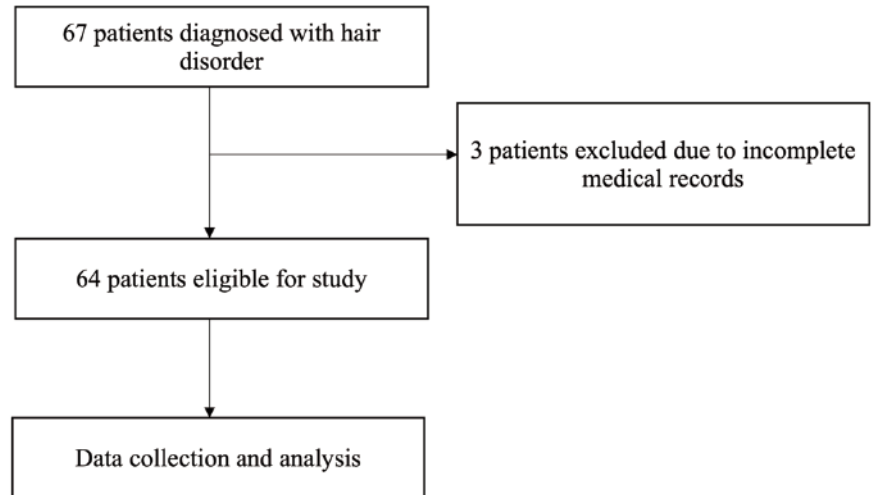 67 patients diagnosed with hair
disorder
3 patients excluded due to incomplete
medical records
64 patients eligible for study
Data collection and analysis